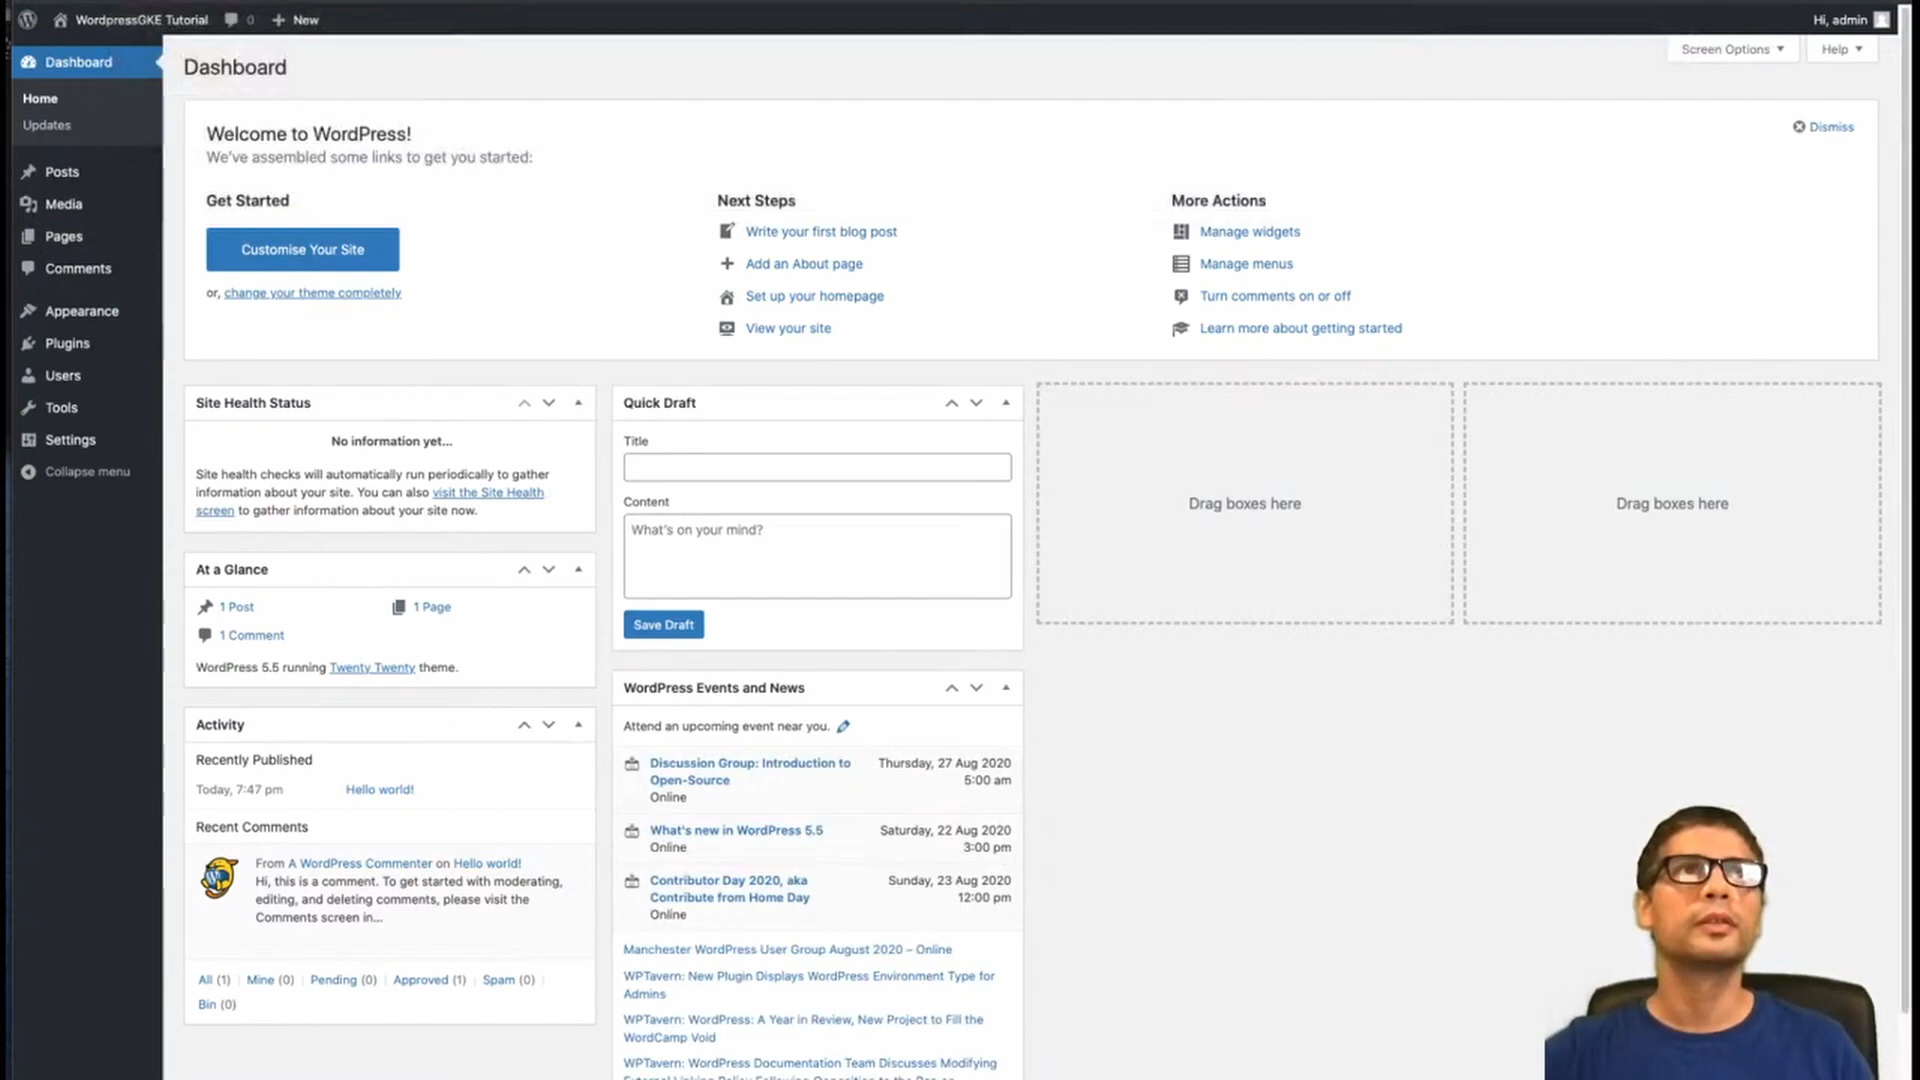 WordpressGKE Tutorial
0
New
Hi, admin
Dashboard
Home
Updates
Posts
Media
Pages
Comments
Appearance
Plugins
Users
Tools
Settings
Collapse menu
Dashboard
Screen Options
Help
Welcome to WordPress!
We've assembled some links to get you started:
Dismiss
Get Started
Customise Your Site
or, change your theme completely
Next Steps
Write your first blog post
Add an About page
Set up your homepage
View your site
More Actions
Manage widgets
Manage menus
Turn comments on or off
Learn more about getting started
Site Health Status
No information yet...
Site health checks will automatically run periodically to gather
information about your site. You can also visit the Site Health
screen to gather information about your site now.
At a Glance
1 Post
1 Page
1 Comment
WordPress 5.5 running Twenty Twenty theme.
Activity
Recently Published
Today, 7:47 pm Hello world!
Recent Comments
From A WordPress Commenter on Hello world!
Hi, this is a comment. To get started with moderating,
editing, and deleting comments, please visit the
Comments screen in...
All (1) | Mine (0) | Pending (0) | Approved (1) | Spam (0) |
Bin (0)
Quick Draft
Title
Content
What's on your mind?
Save Draft
WordPress Events and News
Attend an upcoming event near you.
Discussion Group: Introduction to Thursday, 27 Aug 2020
Open-Source 5:00 am
Online
What's new in WordPress 5.5 Saturday, 22 Aug 2020
Online 3:00 pm
Contributor Day 2020, aka Sunday, 23 Aug 2020
Contribute from Home Day 12:00 pm
Online
Manchester WordPress User Group August 2020 – Online
WPTavern: New Plugin Displays WordPress Environment Type for
Admins
WPTavern: WordPress: A Year in Review, New Project to Fill the
WordCamp Void
WPTavern: WordPress Documentation Team Discusses Modifying
Drag boxes here
Drag boxes here